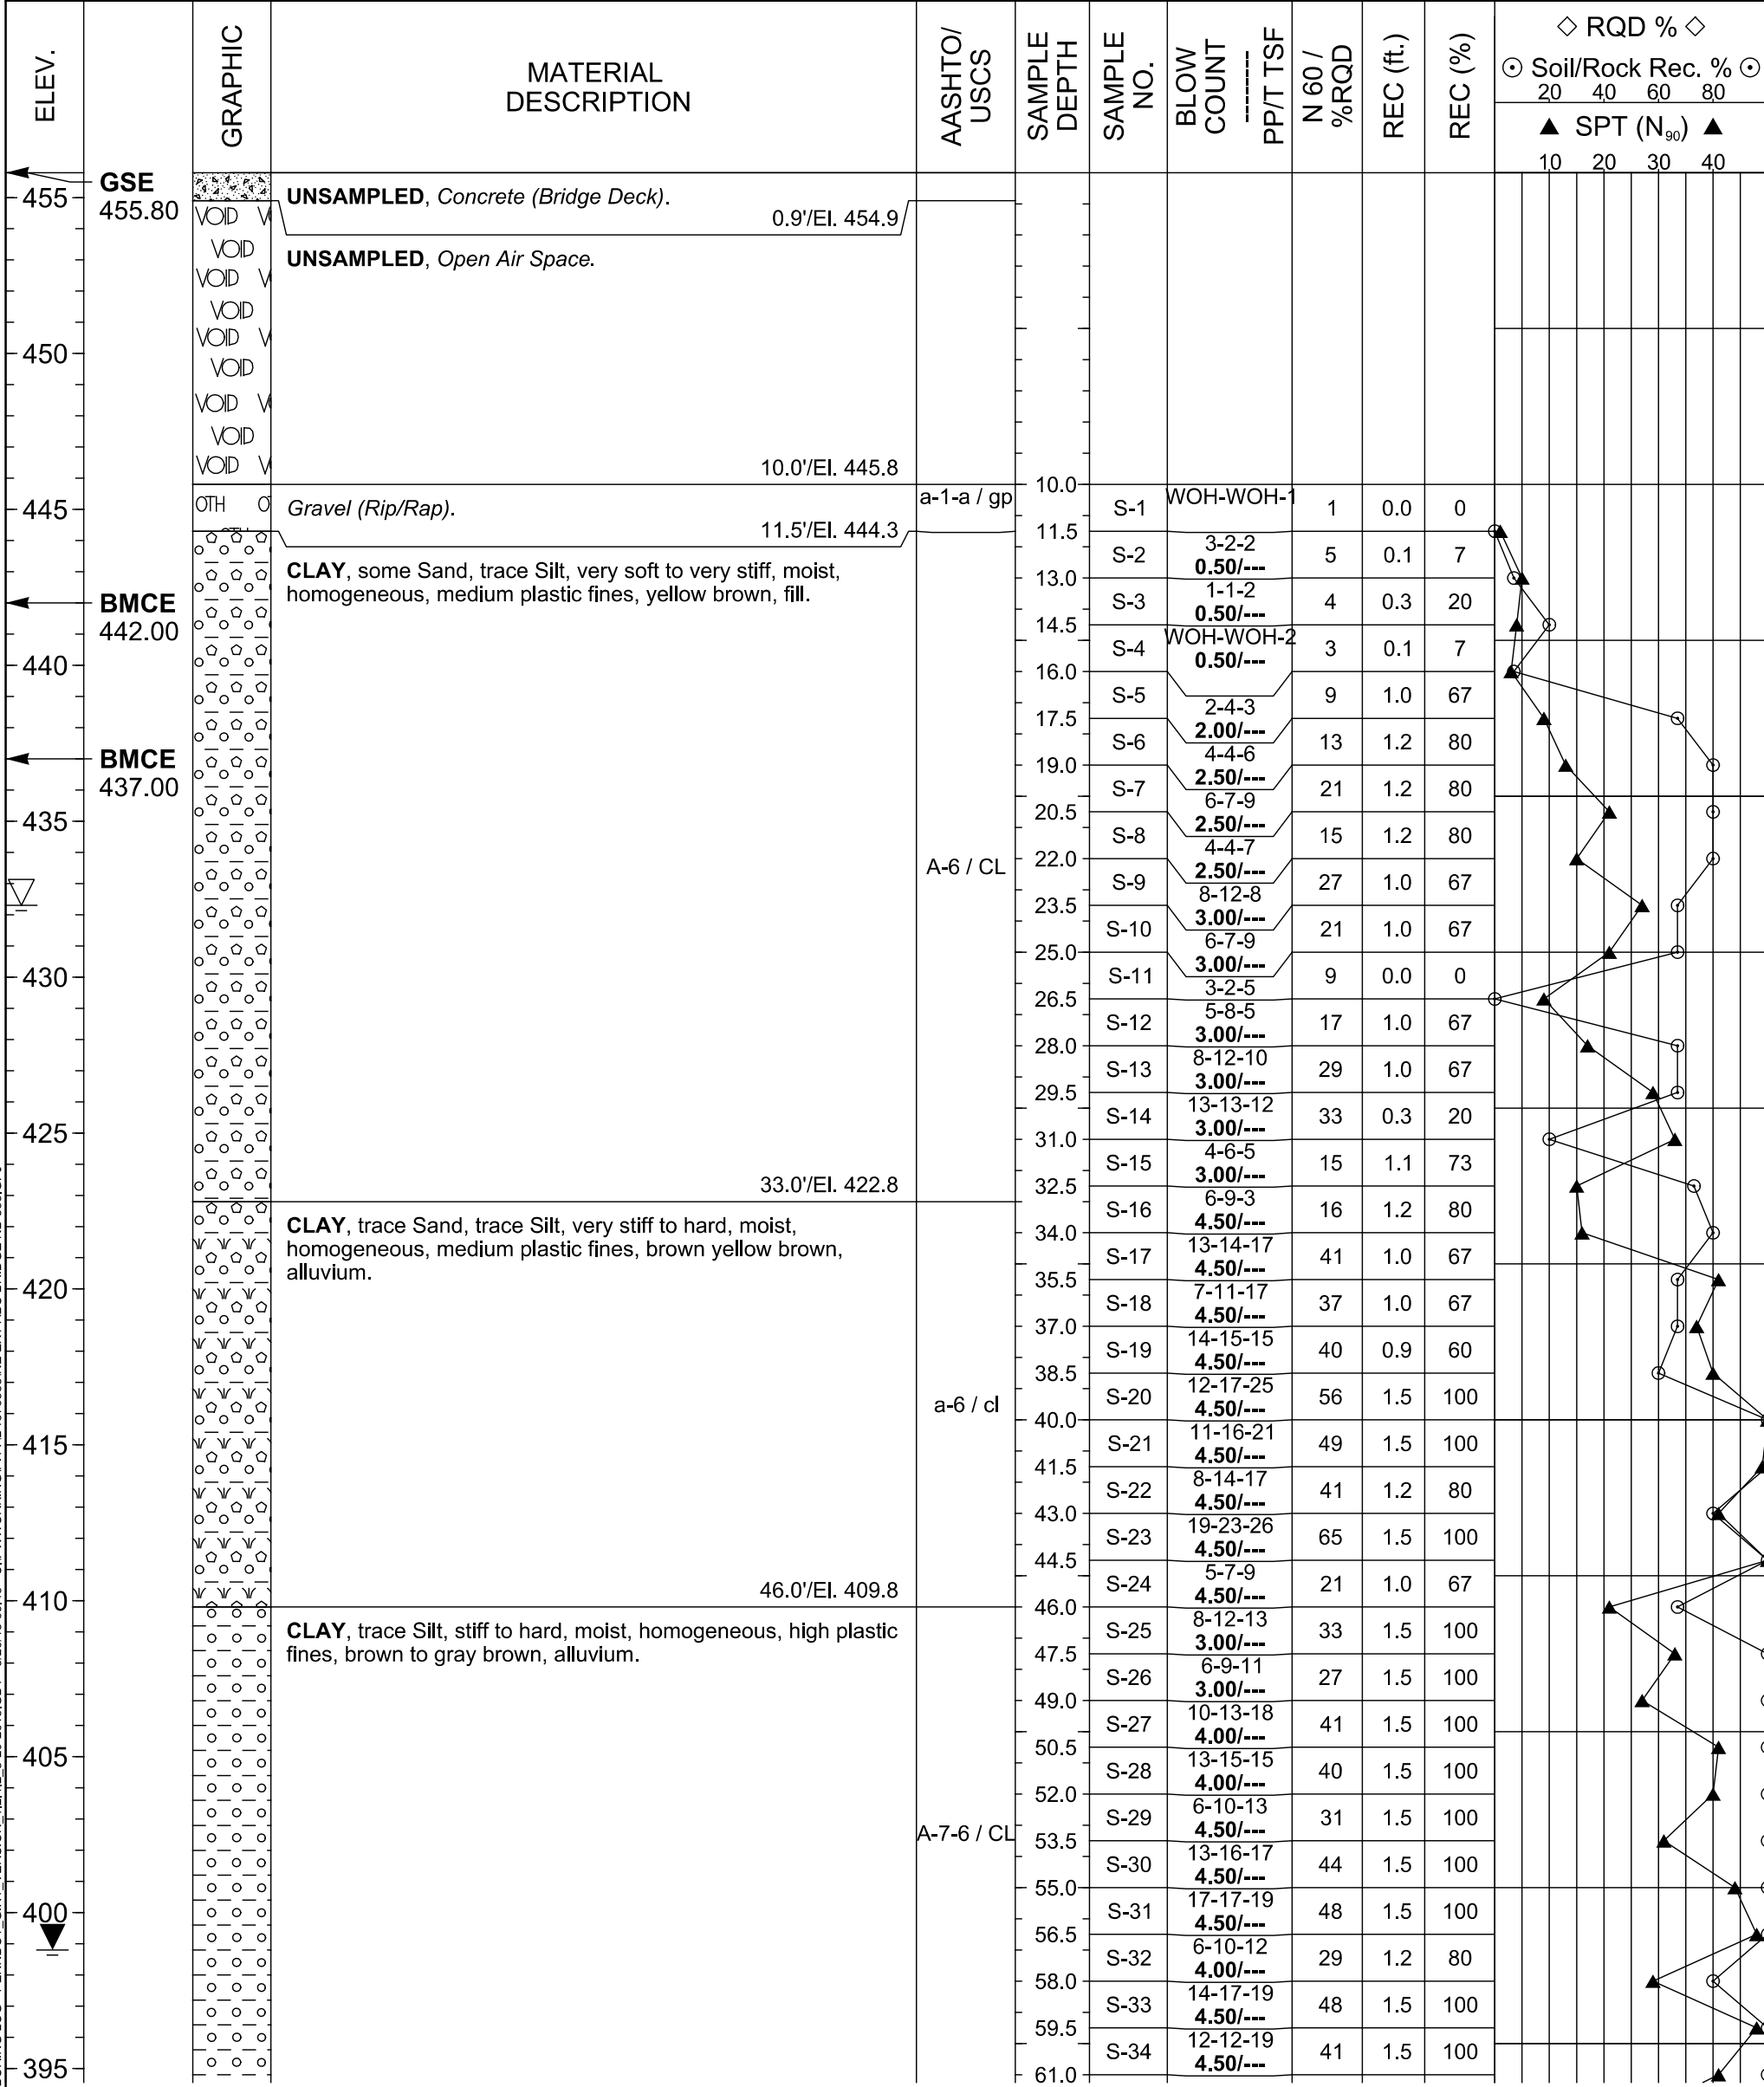 ELEV.
GRAPHIC
MATERIAL
DESCRIPTION
AASHTO/
USCS
SAMPLE
DEPTH
SAMPLE
NO.
BLOW
COUNT
--------
PP/T TSF
N 60 /
%RQD
REC (ft.)
REC (%)
◇ RQD % ◇
⊙ Soil/Rock Rec. % ⊙
20 40 60 80
▲ SPT (N₉₀) ▲
10 20 30 40
GSE
455.80
455
UNSAMPLED, Concrete (Bridge Deck).
0.9'/El. 454.9
VOID V
VOID
UNSAMPLED, Open Air Space.
VOID V
VOID
VOID V
450
VOID
VOID V
VOID
VOID V
10.0'/El. 445.8
10.0
445
OTH O
Gravel (Rip/Rap).
a-1-a / gp
S-1 WOH-WOH-1 1 0.0 0
11.5'/El. 444.3
11.5
CLAY, some Sand, trace Silt, very soft to very stiff, moist,
homogeneous, medium plastic fines, yellow brown, fill.
S-2 3-2-2 0.50/--- 5 0.1 7
13.0
BMCE
442.00
S-3 1-1-2 0.50/--- 4 0.3 20
14.5
440
S-4 WOH-WOH-2 0.50/--- 3 0.1 7
16.0
S-5 2-4-3 2.00/--- 9 1.0 67
17.5
BMCE
437.00
S-6 4-4-6 2.50/--- 13 1.2 80
19.0
S-7 6-7-9 2.50/--- 21 1.2 80
20.5
435
S-8 4-4-7 2.50/--- 15 1.2 80
22.0
A-6 / CL
S-9 8-12-8 3.00/--- 27 1.0 67
23.5
S-10 6-7-9 3.00/--- 21 1.0 67
25.0
430
S-11 3-2-5 9 0.0 0
26.5
S-12 5-8-5 3.00/--- 17 1.0 67
28.0
S-13 8-12-10 3.00/--- 29 1.0 67
29.5
425
S-14 13-13-12 3.00/--- 33 0.3 20
31.0
S-15 4-6-5 3.00/--- 15 1.1 73
33.0'/El. 422.8
32.5
CLAY, trace Sand, trace Silt, very stiff to hard, moist,
homogeneous, medium plastic fines, brown yellow brown,
alluvium.
S-16 6-9-3 4.50/--- 16 1.2 80
34.0
S-17 13-14-17 4.50/--- 41 1.0 67
35.5
420
S-18 7-11-17 4.50/--- 37 1.0 67
37.0
S-19 14-15-15 4.50/--- 40 0.9 60
38.5
a-6 / cl
S-20 12-17-25 4.50/--- 56 1.5 100
40.0
415
S-21 11-16-21 4.50/--- 49 1.5 100
41.5
S-22 8-14-17 4.50/--- 41 1.2 80
43.0
S-23 19-23-26 4.50/--- 65 1.5 100
44.5
410
46.0'/El. 409.8
S-24 5-7-9 4.50/--- 21 1.0 67
46.0
CLAY, trace Silt, stiff to hard, moist, homogeneous, high plastic
fines, brown to gray brown, alluvium.
S-25 8-12-13 3.00/--- 33 1.5 100
47.5
S-26 6-9-11 3.00/--- 27 1.5 100
49.0
S-27 10-13-18 4.00/--- 41 1.5 100
50.5
405
S-28 13-15-15 4.00/--- 40 1.5 100
52.0
A-7-6 / CL
S-29 6-10-13 4.50/--- 31 1.5 100
53.5
S-30 13-16-17 4.50/--- 44 1.5 100
55.0
400
S-31 17-17-19 4.50/--- 48 1.5 100
56.5
S-32 6-10-12 4.00/--- 29 1.2 80
58.0
S-33 14-17-19 4.50/--- 48 1.5 100
59.5
395
S-34 12-12-19 4.50/--- 41 1.5 100
61.0